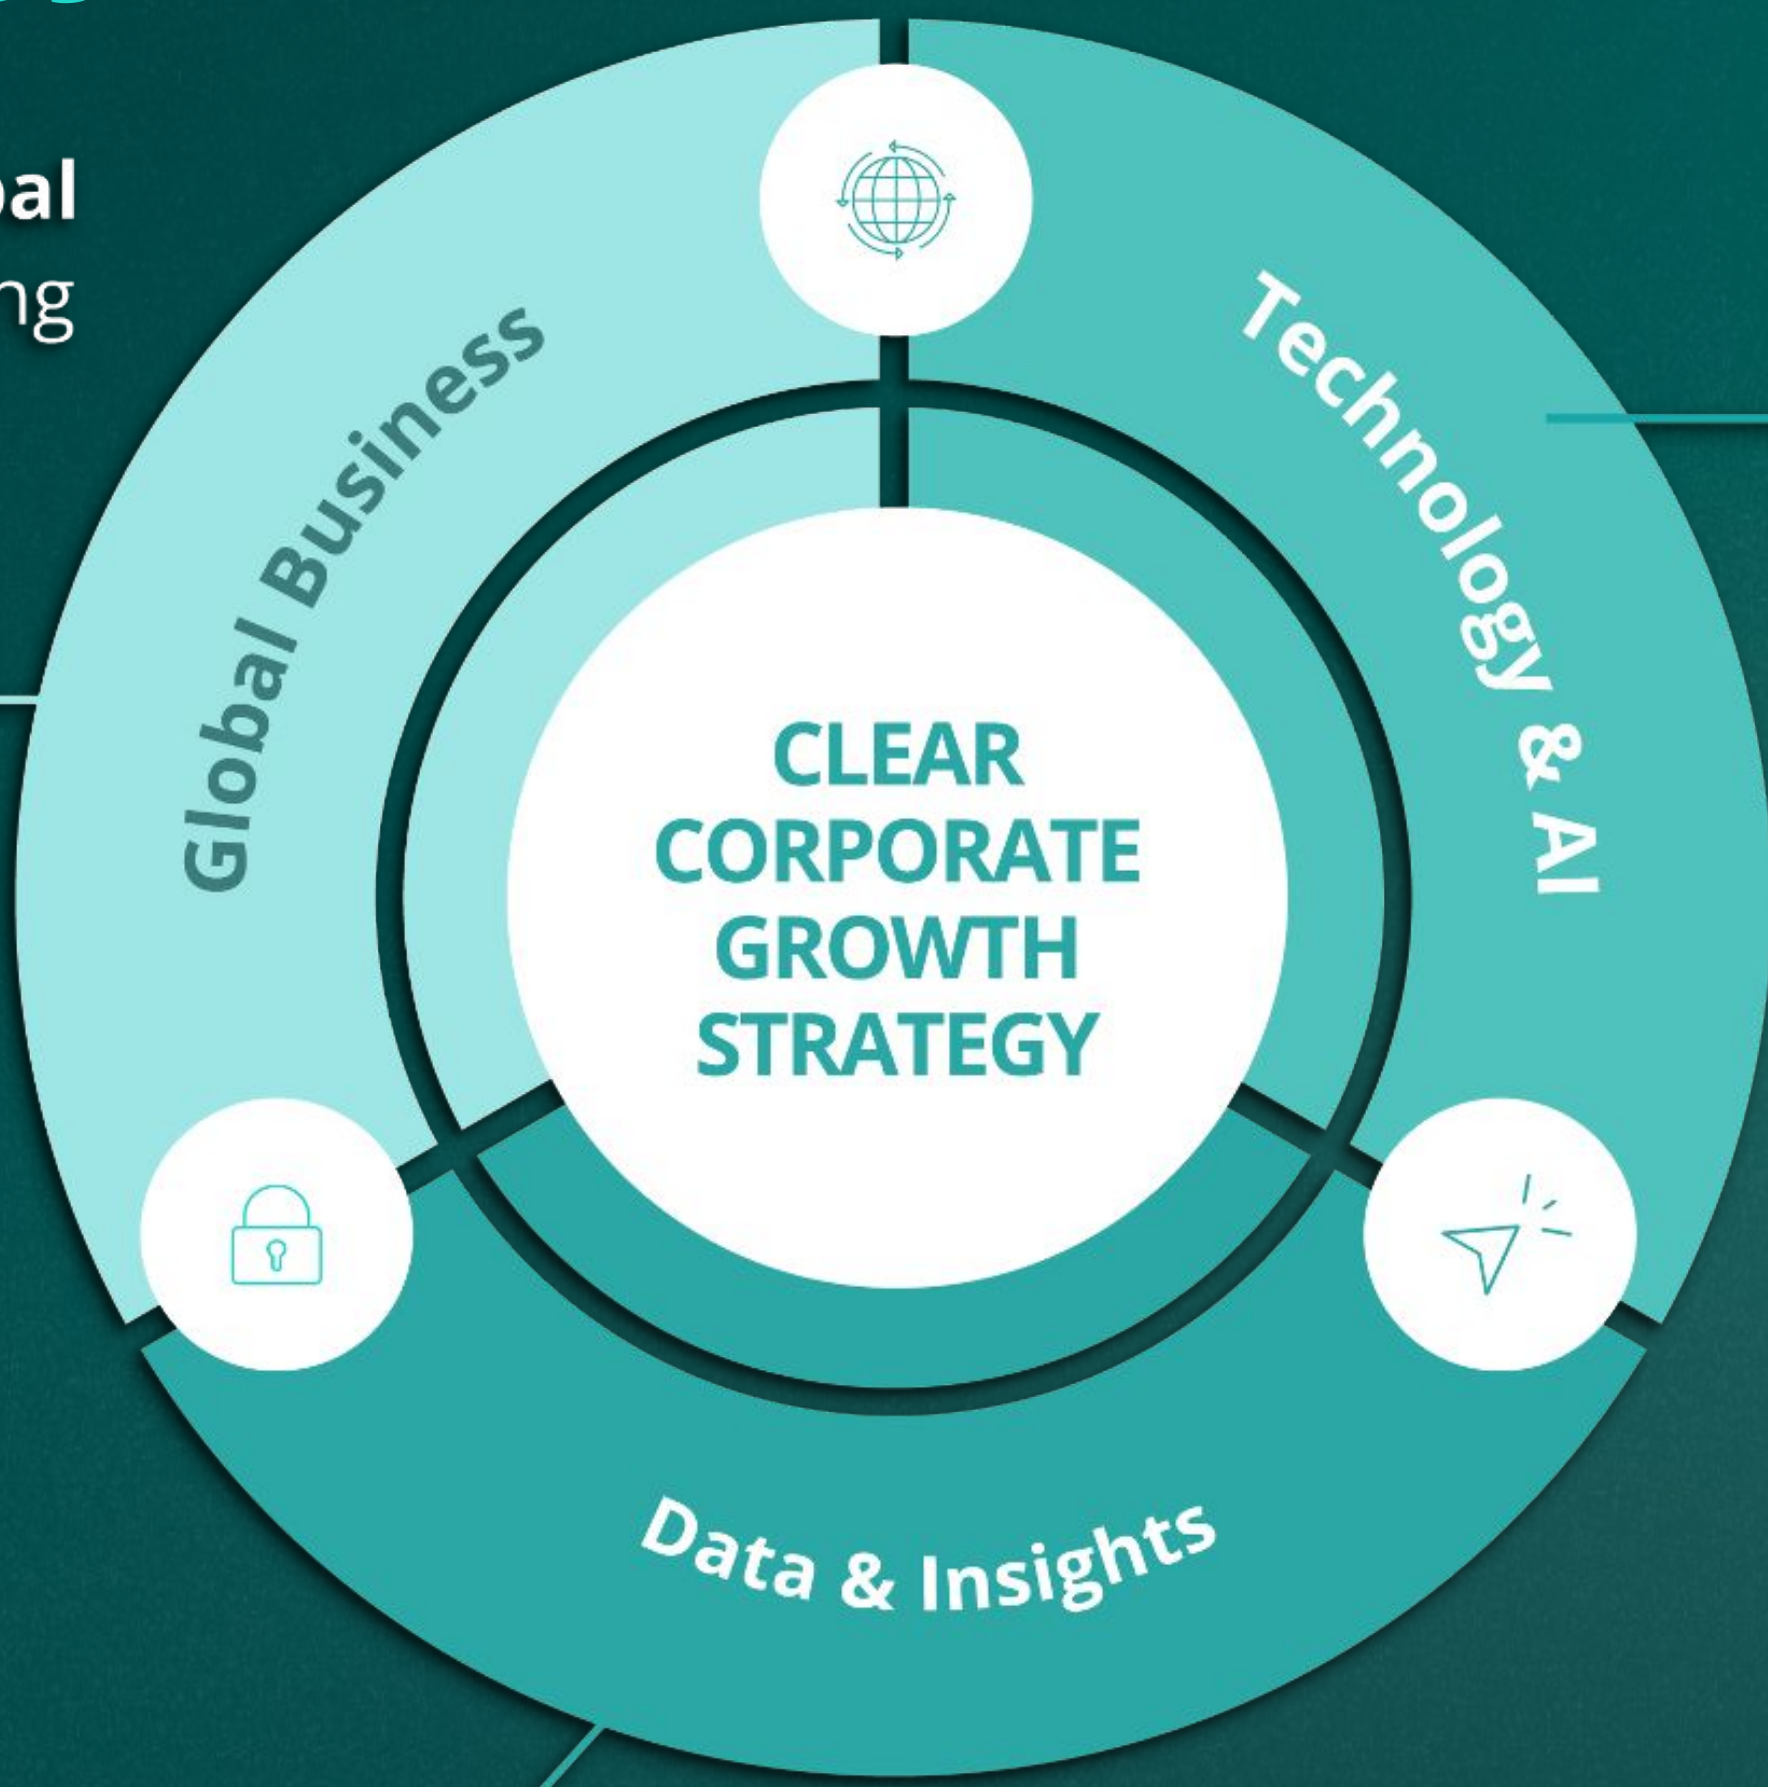 Global Business
Technology & AI
CLEAR
CORPORATE
GROWTH
STRATEGY
Data & Insights